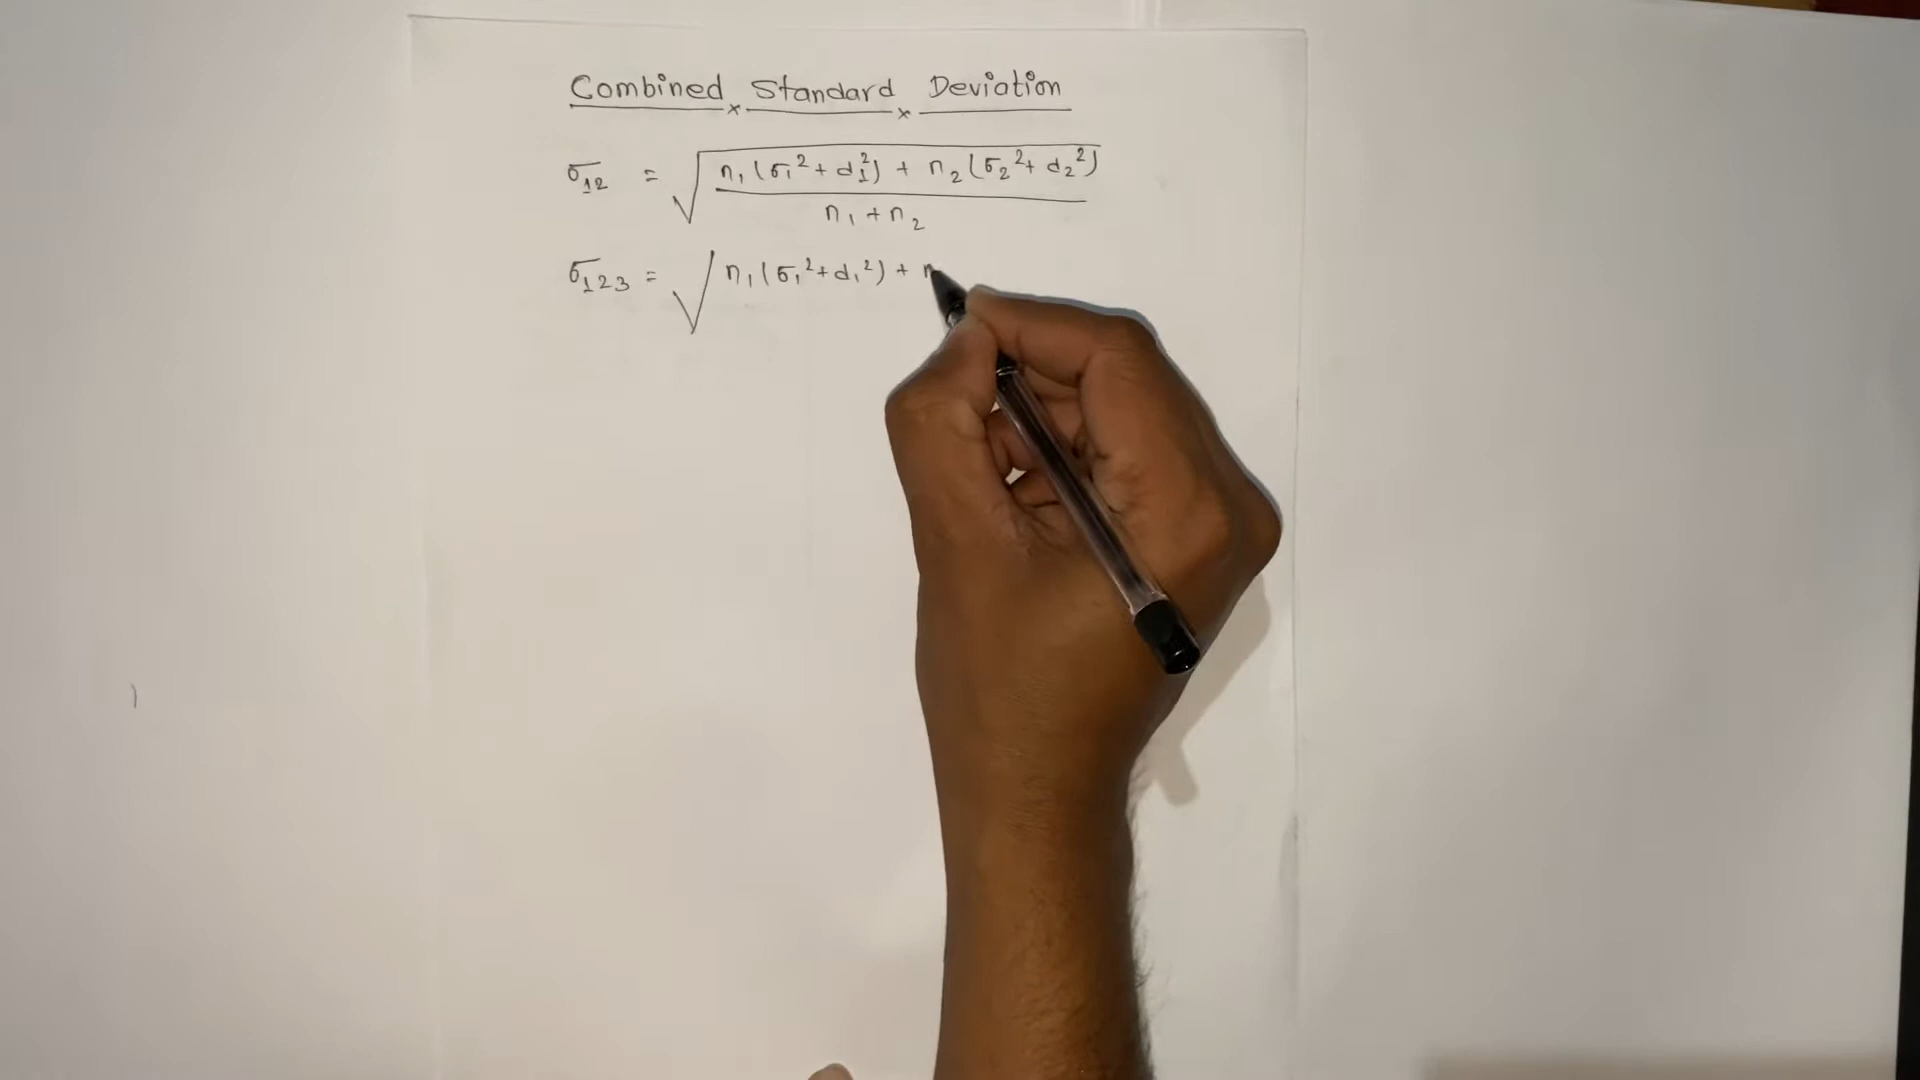 Combined Standard Deviation
σ₁₂ = √(n₁(σ₁² + d₁²) + n₂(σ₂² + d₂²) / n₁ + n₂)
σ₁₂₃ = √n₁(σ₁² + d₁²) + n